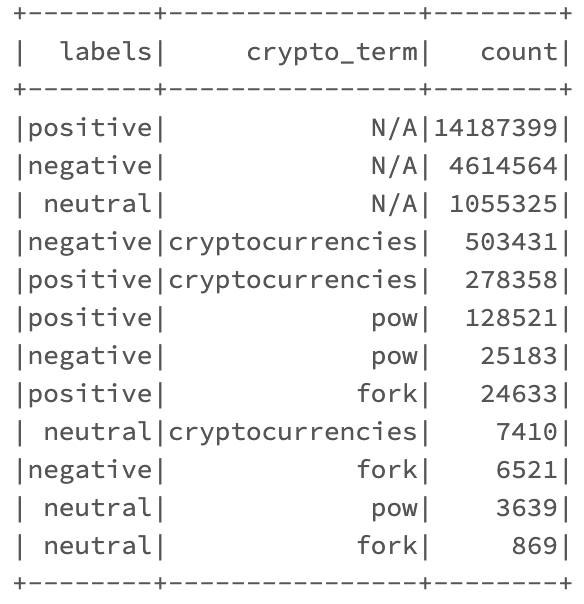 +--------+----------------+--------+
|  labels|     crypto_term|   count|
+--------+----------------+--------+
|positive|             N/A|14187399|
|negative|             N/A| 4614564|
| neutral|             N/A| 1055325|
|negative|cryptocurrencies|  503431|
|positive|cryptocurrencies|  278358|
|positive|             pow|  128521|
|negative|             pow|   25183|
|positive|            fork|   24633|
| neutral|cryptocurrencies|    7410|
|negative|            fork|    6521|
| neutral|             pow|    3639|
| neutral|            fork|     869|
+--------+----------------+--------+